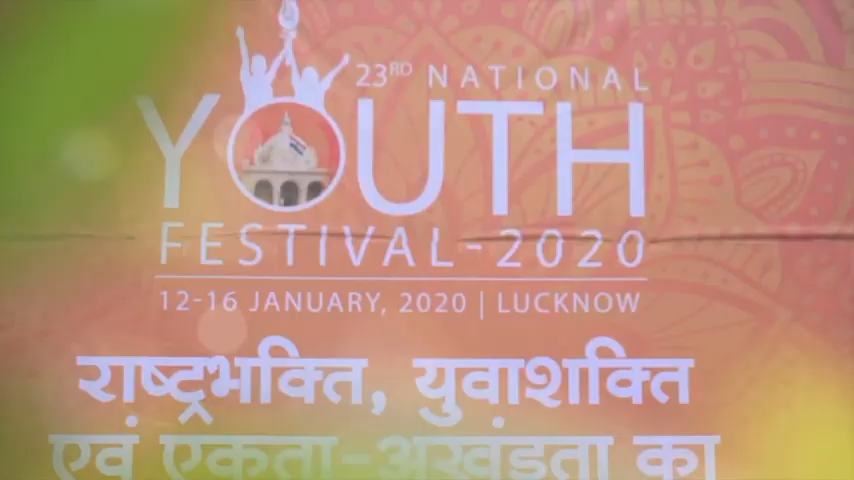 23RD NATIONAL
YOUTH
FESTIVAL-2020
12-16 JANUARY, 2020 | LUCKNOW
राष्ट्रभक्ति, युवाशक्ति
एवं एकता-अखंडता का